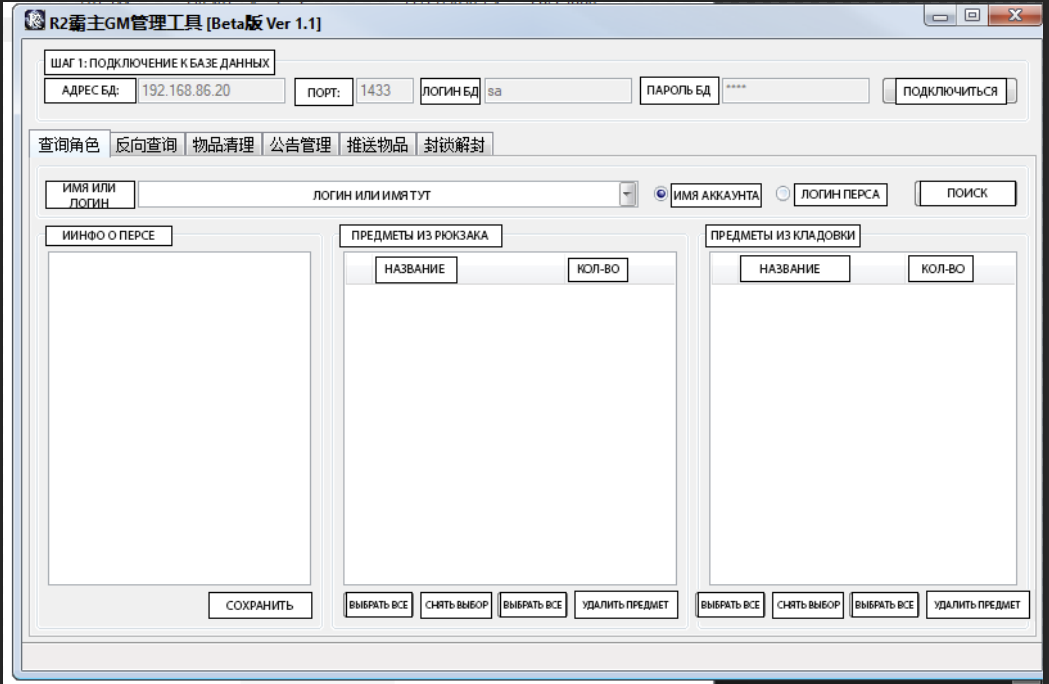 R2霸主GM管理工具 [Beta版 Ver 1.1]
ШАГ 1: ПОДКЛЮЧЕНИЕ К БАЗЕ ДАННЫХ
АДРЕС БД: 192.168.86.20 ПОРТ: 1433 ЛОГИН БД sa ПАРОЛЬ БД **** ПОДКЛЮЧИТЬСЯ
查询角色 反向查询 物品清理 公告管理 推送物品 封锁解封
ИМЯ ИЛИ
ЛОГИН
ЛОГИН ИЛИ ИМЯ ТУТ ИМЯ АККАУНТА ЛОГИН ПЕРСА ПОИСК
ИИНФО О ПЕРСЕ ПРЕДМЕТЫ ИЗ РЮКЗАКА ПРЕДМЕТЫ ИЗ КЛАДОВКИ
НАЗВАНИЕ КОЛ-ВО НАЗВАНИЕ КОЛ-ВО
СОХРАНИТЬ ВЫБРАТЬ ВСЕ СНЯТЬ ВЫБОР ВЫБРАТЬ ВСЕ УДАЛИТЬ ПРЕДМЕТ ВЫБРАТЬ ВСЕ СНЯТЬ ВЫБОР ВЫБРАТЬ ВСЕ УДАЛИТЬ ПРЕДМЕТ